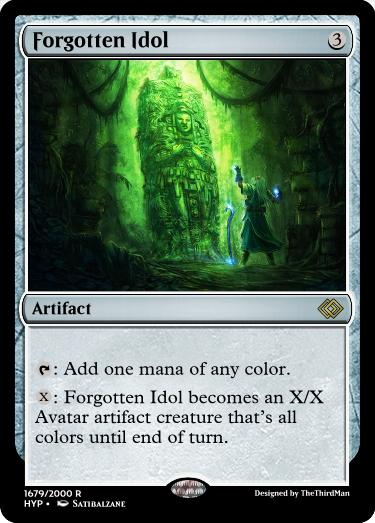 Forgotten Idol 3
Artifact
: Add one mana of any color.
X: Forgotten Idol becomes an X/X
Avatar artifact creature that's all
colors until end of turn.
1679/2000 R
HYP • SATIBALZANE
Designed by TheThirdMan